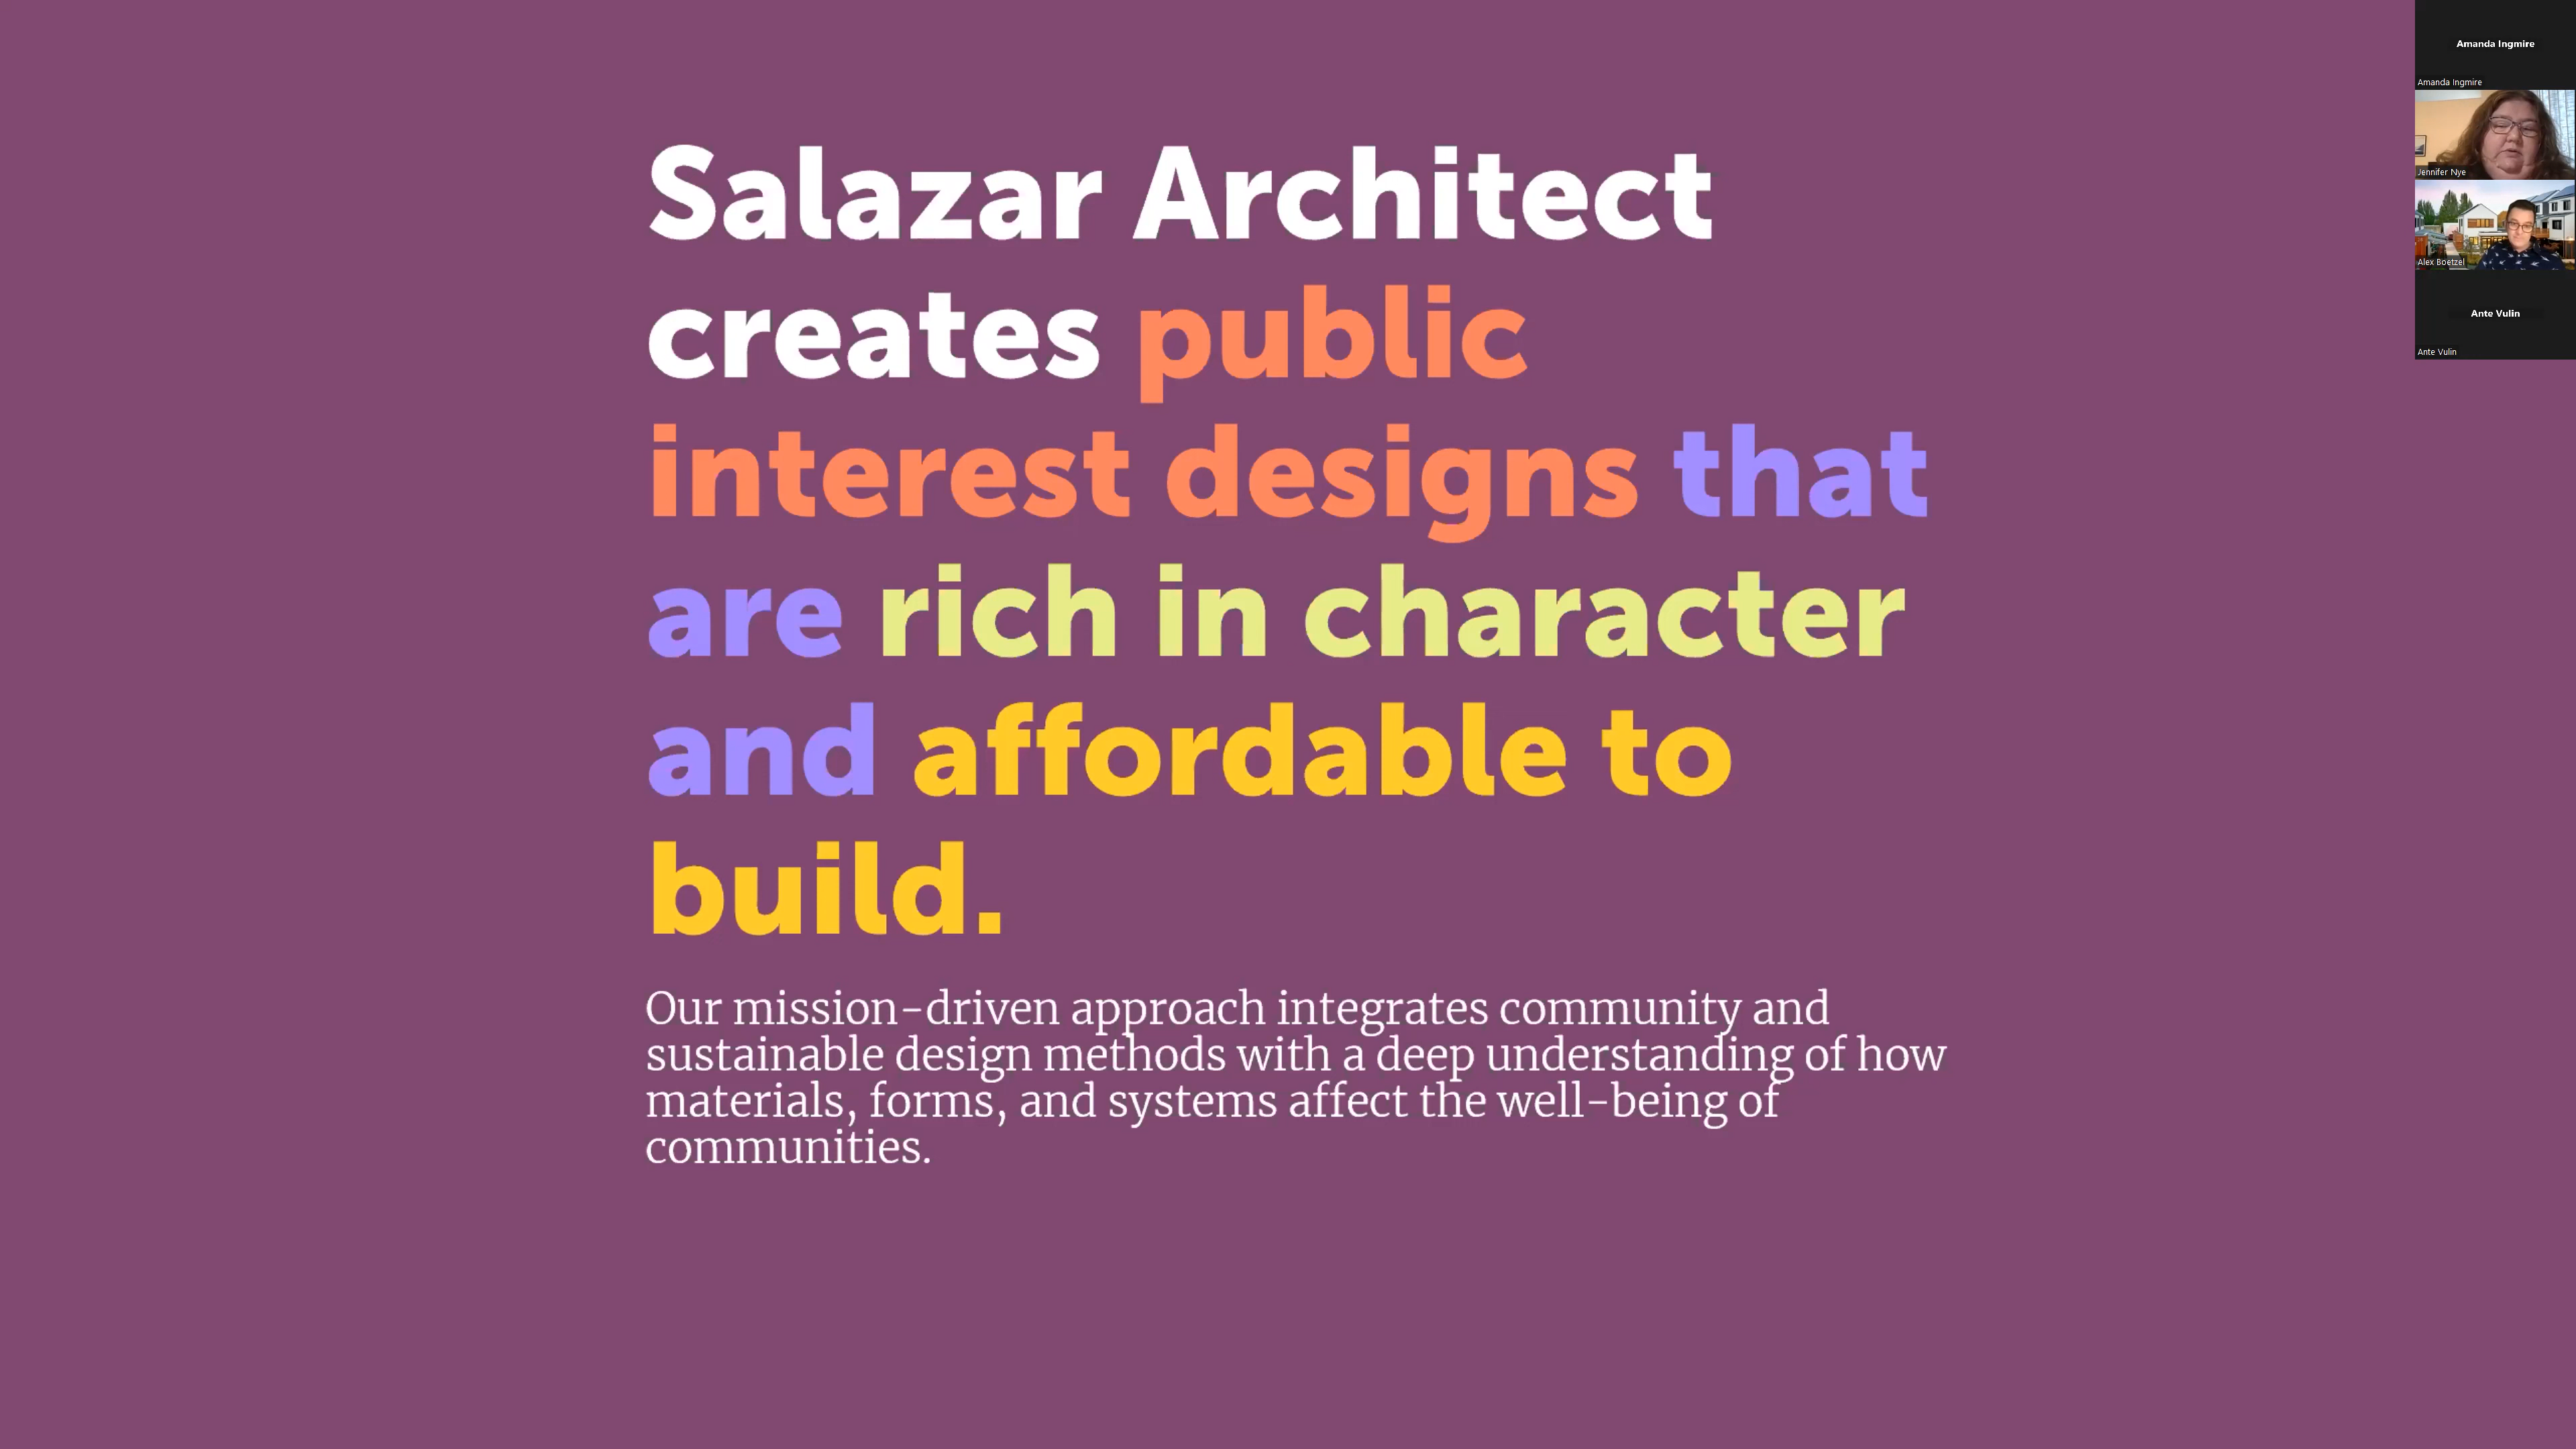 Salazar Architect
creates public
interest designs that
are rich in character
and affordable to
build.
Our mission-driven approach integrates community and
sustainable design methods with a deep understanding of how
materials, forms, and systems affect the well-being of
communities.
Amanda Ingmire
Amanda Ingmire
Jennifer Nye
Alex Boetzel
Ante Vulin
Ante Vulin